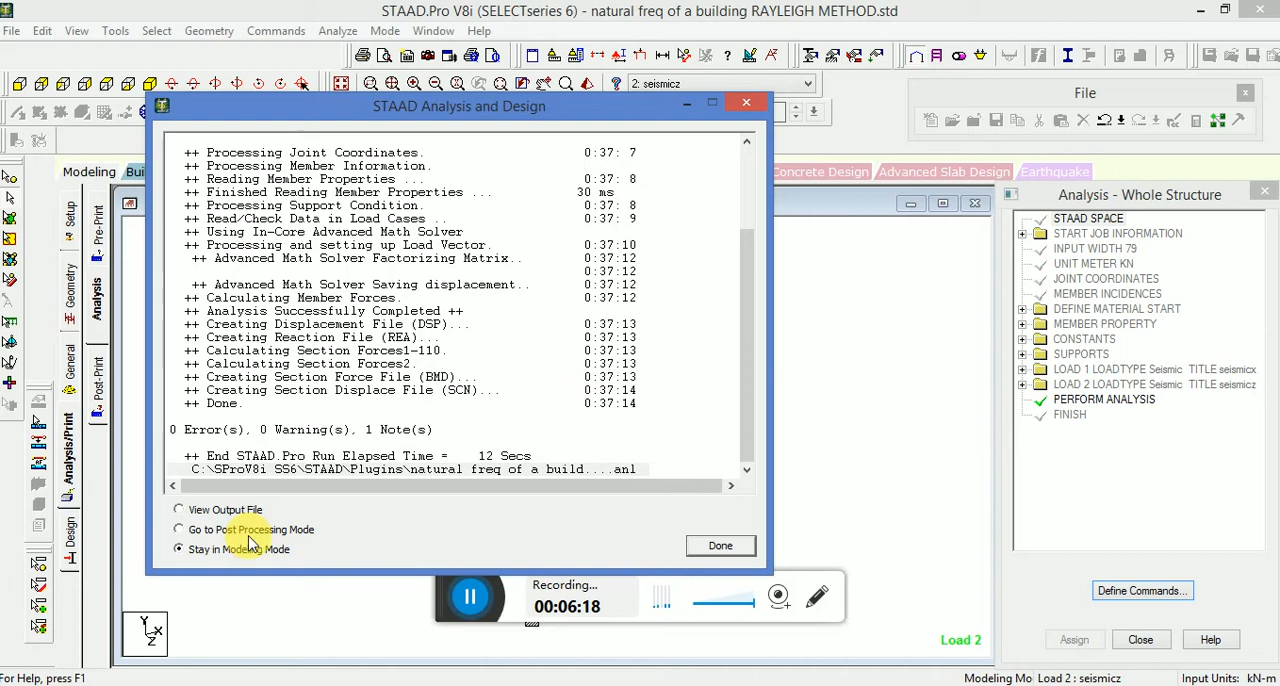 STAAD.Pro V8i (SELECTseries 6) - natural freq of a building RAYLEIGH METHOD.std
File Edit View Tools Select Geometry Commands Analyze Mode Window Help
2: seismicz
File
STAAD Analysis and Design
++ Processing Joint Coordinates. 0:37: 7
++ Processing Member Information.
++ Reading Member Properties ... 0:37: 8
++ Finished Reading Member Properties ... 30 ms
++ Processing Support Condition. 0:37: 8
++ Read/Check Data in Load Cases .. 0:37: 9
++ Using In-Core Advanced Math Solver
++ Processing and setting up Load Vector. 0:37:10
++ Advanced Math Solver Factorizing Matrix.. 0:37:12
0:37:12
++ Advanced Math Solver Saving displacement.. 0:37:12
++ Calculating Member Forces. 0:37:12
++ Analysis Successfully Completed ++
++ Creating Displacement File (DSP)... 0:37:13
++ Creating Reaction File (REA)... 0:37:13
++ Calculating Section Forces1-110. 0:37:13
++ Calculating Section Forces2. 0:37:13
++ Creating Section Force File (BMD)... 0:37:13
++ Creating Section Displace File (SCN)... 0:37:14
++ Done. 0:37:14
0 Error(s), 0 Warning(s), 1 Note(s)
++ End STAAD.Pro Run Elapsed Time = 12 Secs
C:\SProV8i SS6\STAAD\Plugins\natural freq of a build....anl
View Output File
Go to Post Processing Mode
Stay in Modeling Mode
Done
Modeling
Concrete Design Advanced Slab Design Earthquake
Setup
Geometry
General
Analysis/Print
Design
Pre-Print
Analysis
Post-Print
Analysis - Whole Structure
STAAD SPACE
START JOB INFORMATION
INPUT WIDTH 79
UNIT METER KN
JOINT COORDINATES
MEMBER INCIDENCES
DEFINE MATERIAL START
MEMBER PROPERTY
CONSTANTS
SUPPORTS
LOAD 1 LOADTYPE Seismic TITLE seismicx
LOAD 2 LOADTYPE Seismic TITLE seismicz
PERFORM ANALYSIS
FINISH
Define Commands...
Assign Close Help
Recording...
00:06:18
Y
X
Z
Load 2
For Help, press F1
Modeling Mo Load 2 : seismicz Input Units: kN-m